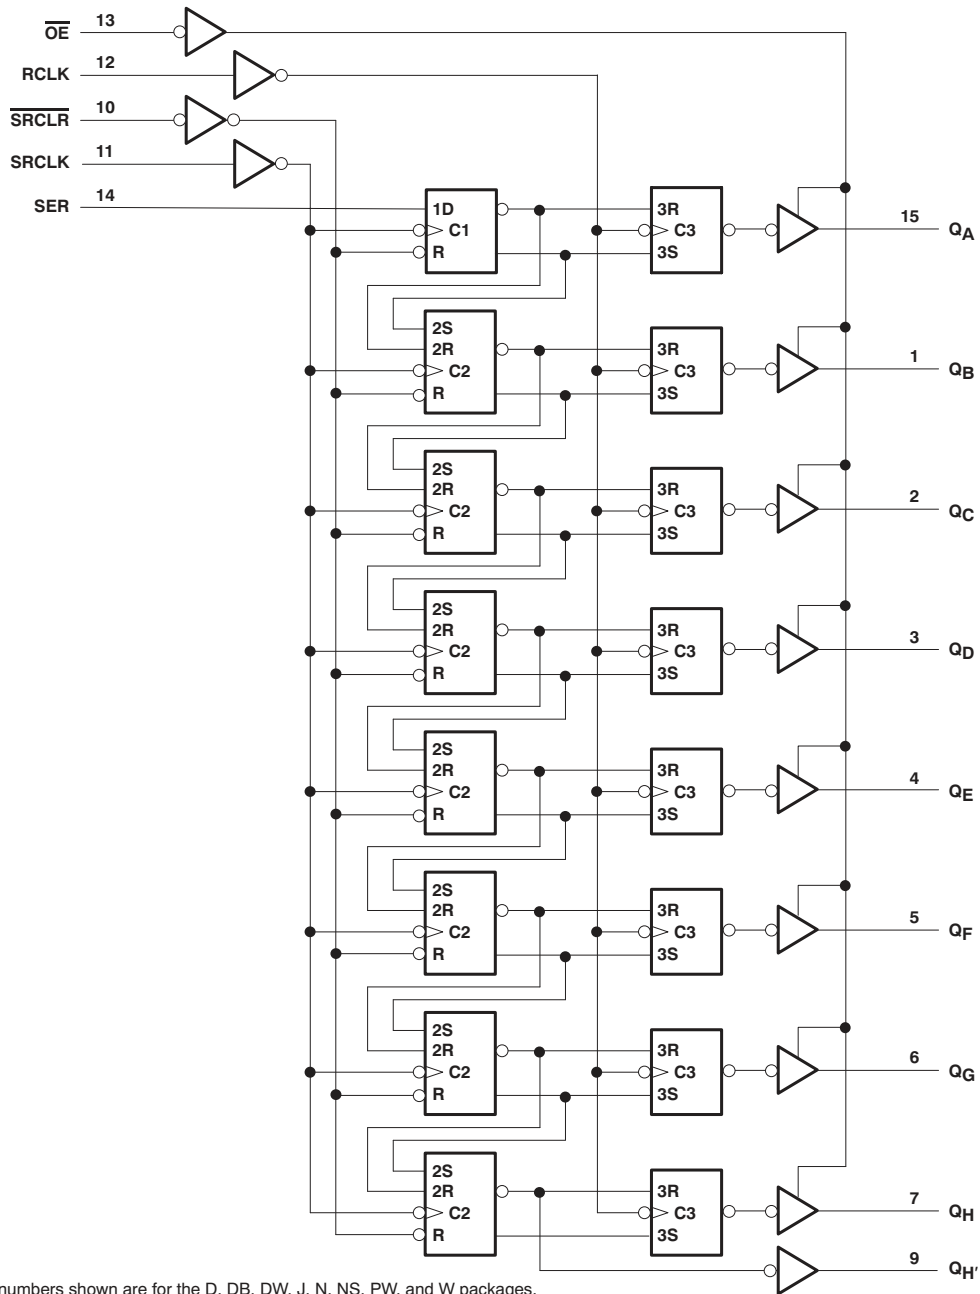 OE 13
RCLK 12
SRCLR 10
SRCLK 11
SER 14
1D
C1
R
3R
C3
3S
15 QA
2S
2R
C2
R
3R
C3
3S
1 QB
2S
2R
C2
R
3R
C3
3S
2 QC
2S
2R
C2
R
3R
C3
3S
3 QD
2S
2R
C2
R
3R
C3
3S
4 QE
2S
2R
C2
R
3R
C3
3S
5 QF
2S
2R
C2
R
3R
C3
3S
6 QG
2S
2R
C2
R
3R
C3
3S
7 QH
9 QH′
numbers shown are for the D, DB, DW, J, N, NS, PW, and W packages.